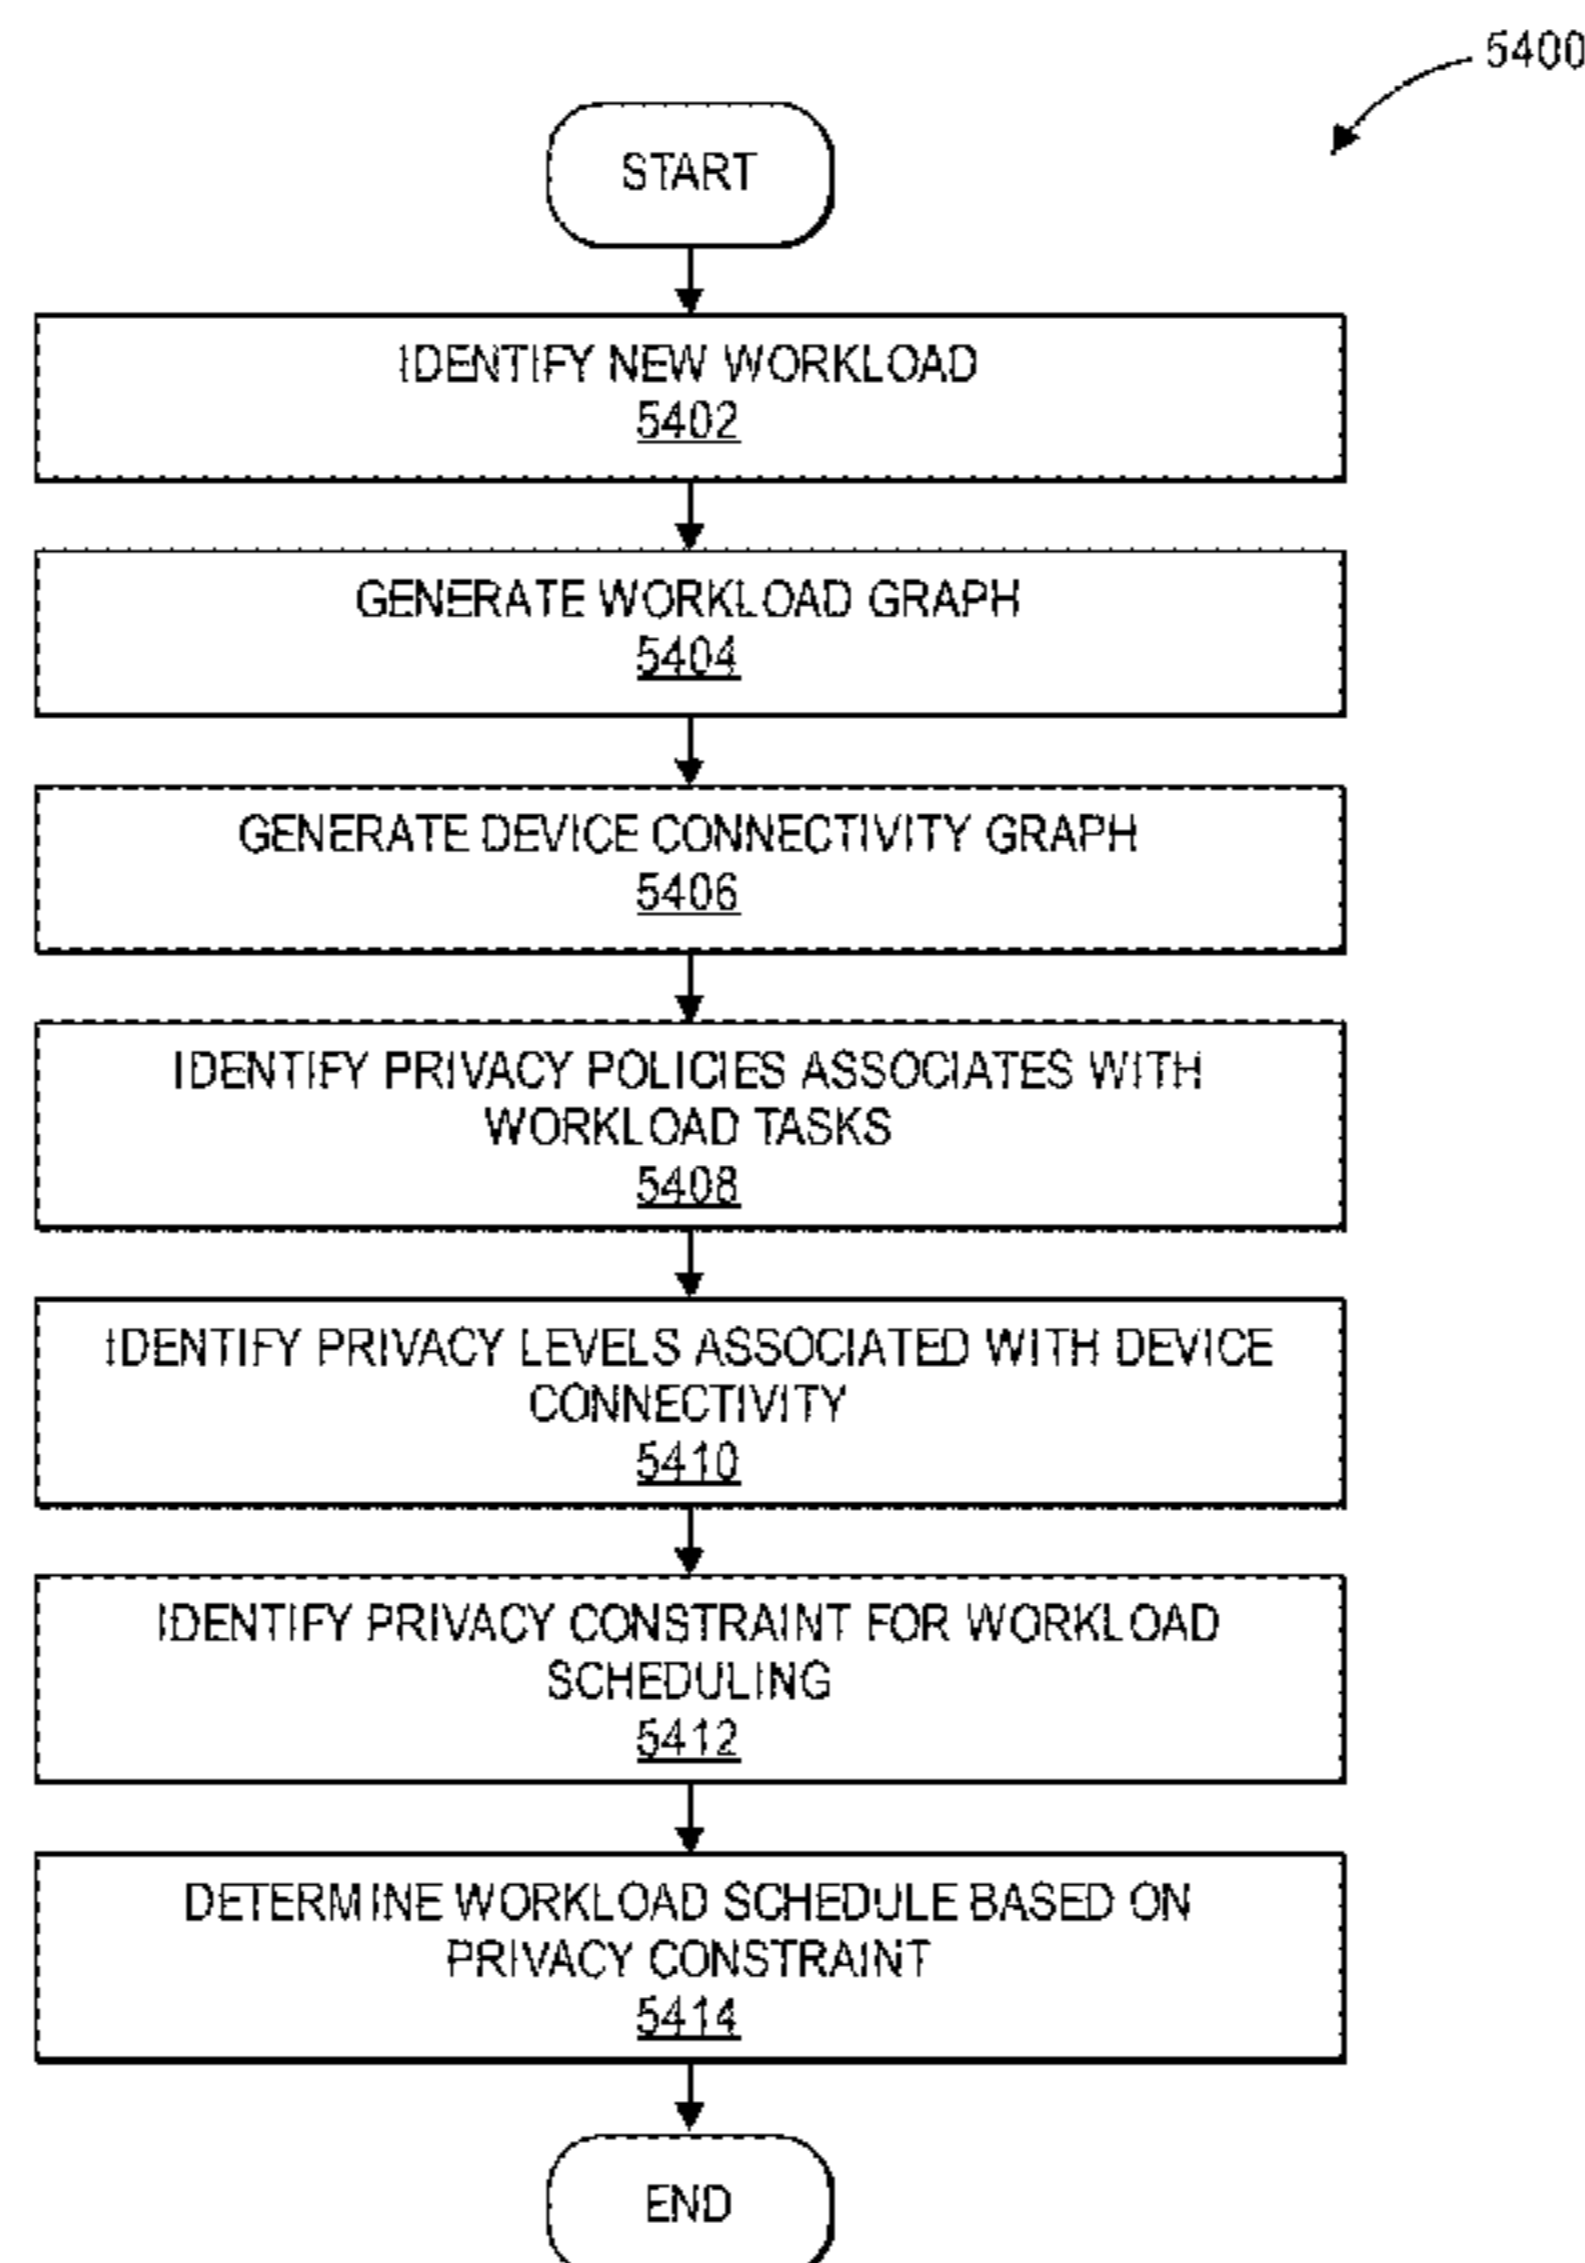 5400
START
IDENTIFY NEW WORKLOAD
5402
GENERATE WORKLOAD GRAPH
5404
GENERATE DEVICE CONNECTIVITY GRAPH
5406
IDENTIFY PRIVACY POLICIES ASSOCIATES WITH
WORKLOAD TASKS
5408
IDENTIFY PRIVACY LEVELS ASSOCIATED WITH DEVICE
CONNECTIVITY
5410
IDENTIFY PRIVACY CONSTRAINT FOR WORKLOAD
SCHEDULING
5412
DETERMINE WORKLOAD SCHEDULE BASED ON
PRIVACY CONSTRAINT
5414
END